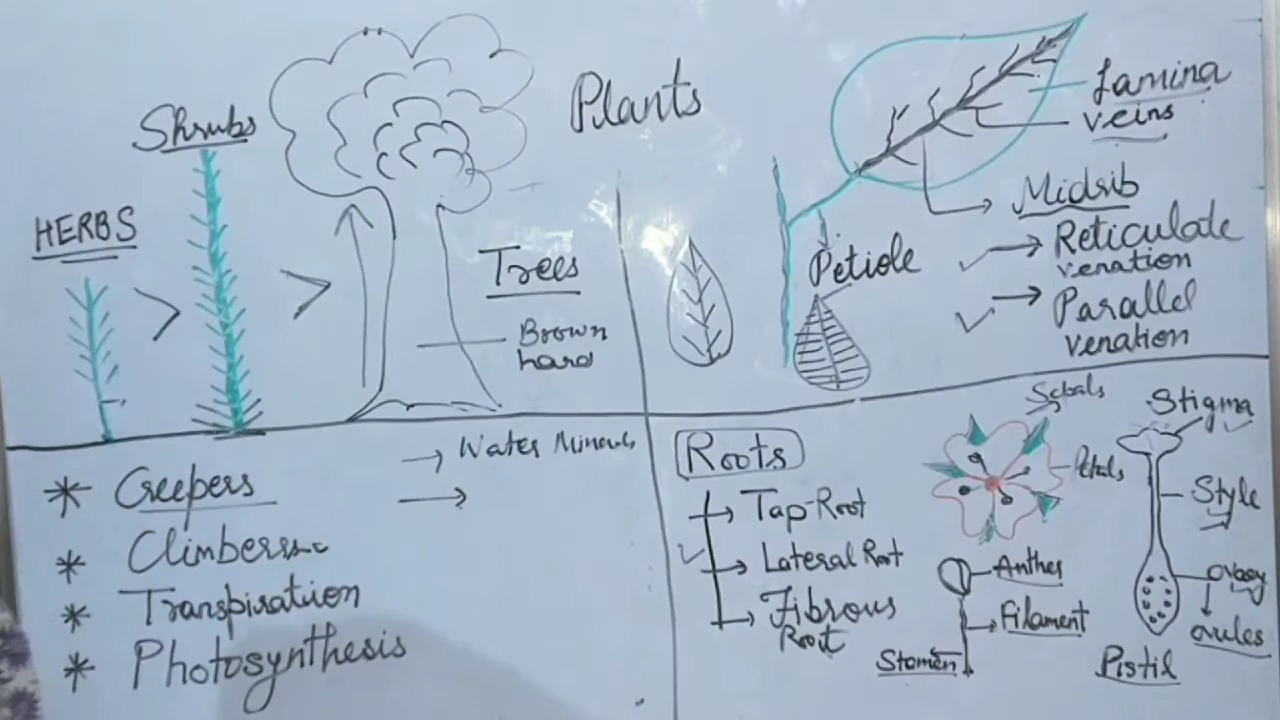 Plants
Shrubs
HERBS
>
>
Trees
Brown
hard
Lamina
veins
Midrib
Petiole
✓ → Reticulate
venation
✓ → Parallel
venation
* Creepers
* Climbers
* Transpiration
* Photosynthesis
→ Water Minerals
→
Roots
→ Tap-Root
✓ → Lateral Root
→ Fibrous
Root
Sepals
Petals
Anther
Filament
Stamen
Stigma
Style
ovary
ovules
Pistil